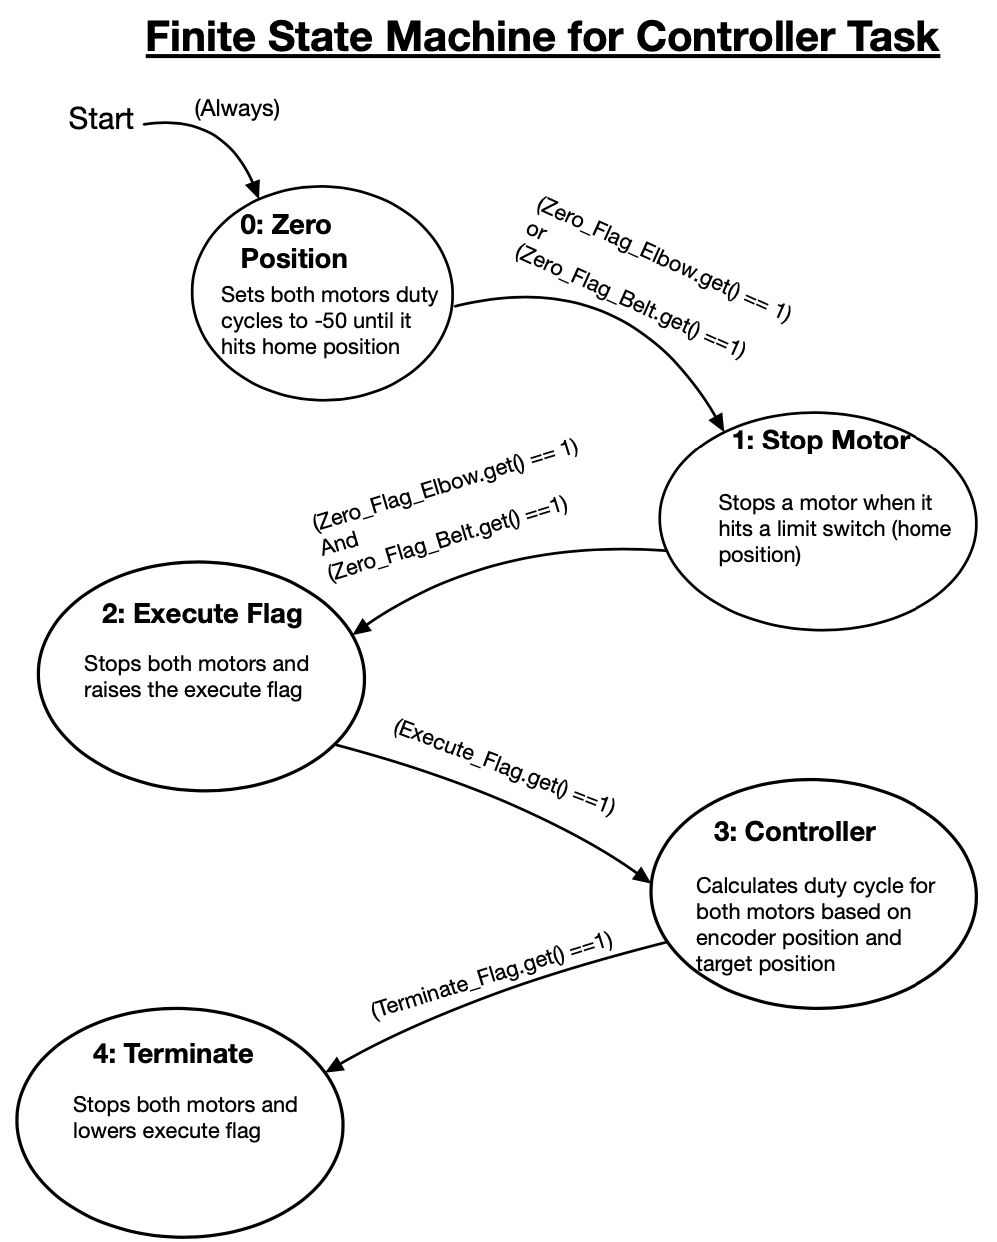 Finite State Machine for Controller Task
Start
(Always)
0: Zero
Position
Sets both motors duty
cycles to -50 until it
hits home position
(Zero_Flag_Elbow.get() == 1)
or
(Zero_Flag_Belt.get() ==1)
1: Stop Motor
Stops a motor when it
hits a limit switch (home
position)
(Zero_Flag_Elbow.get() == 1)
And
(Zero_Flag_Belt.get() ==1)
2: Execute Flag
Stops both motors and
raises the execute flag
(Execute_Flag.get() ==1)
3: Controller
Calculates duty cycle for
both motors based on
encoder position and
target position
(Terminate_Flag.get() ==1)
4: Terminate
Stops both motors and
lowers execute flag